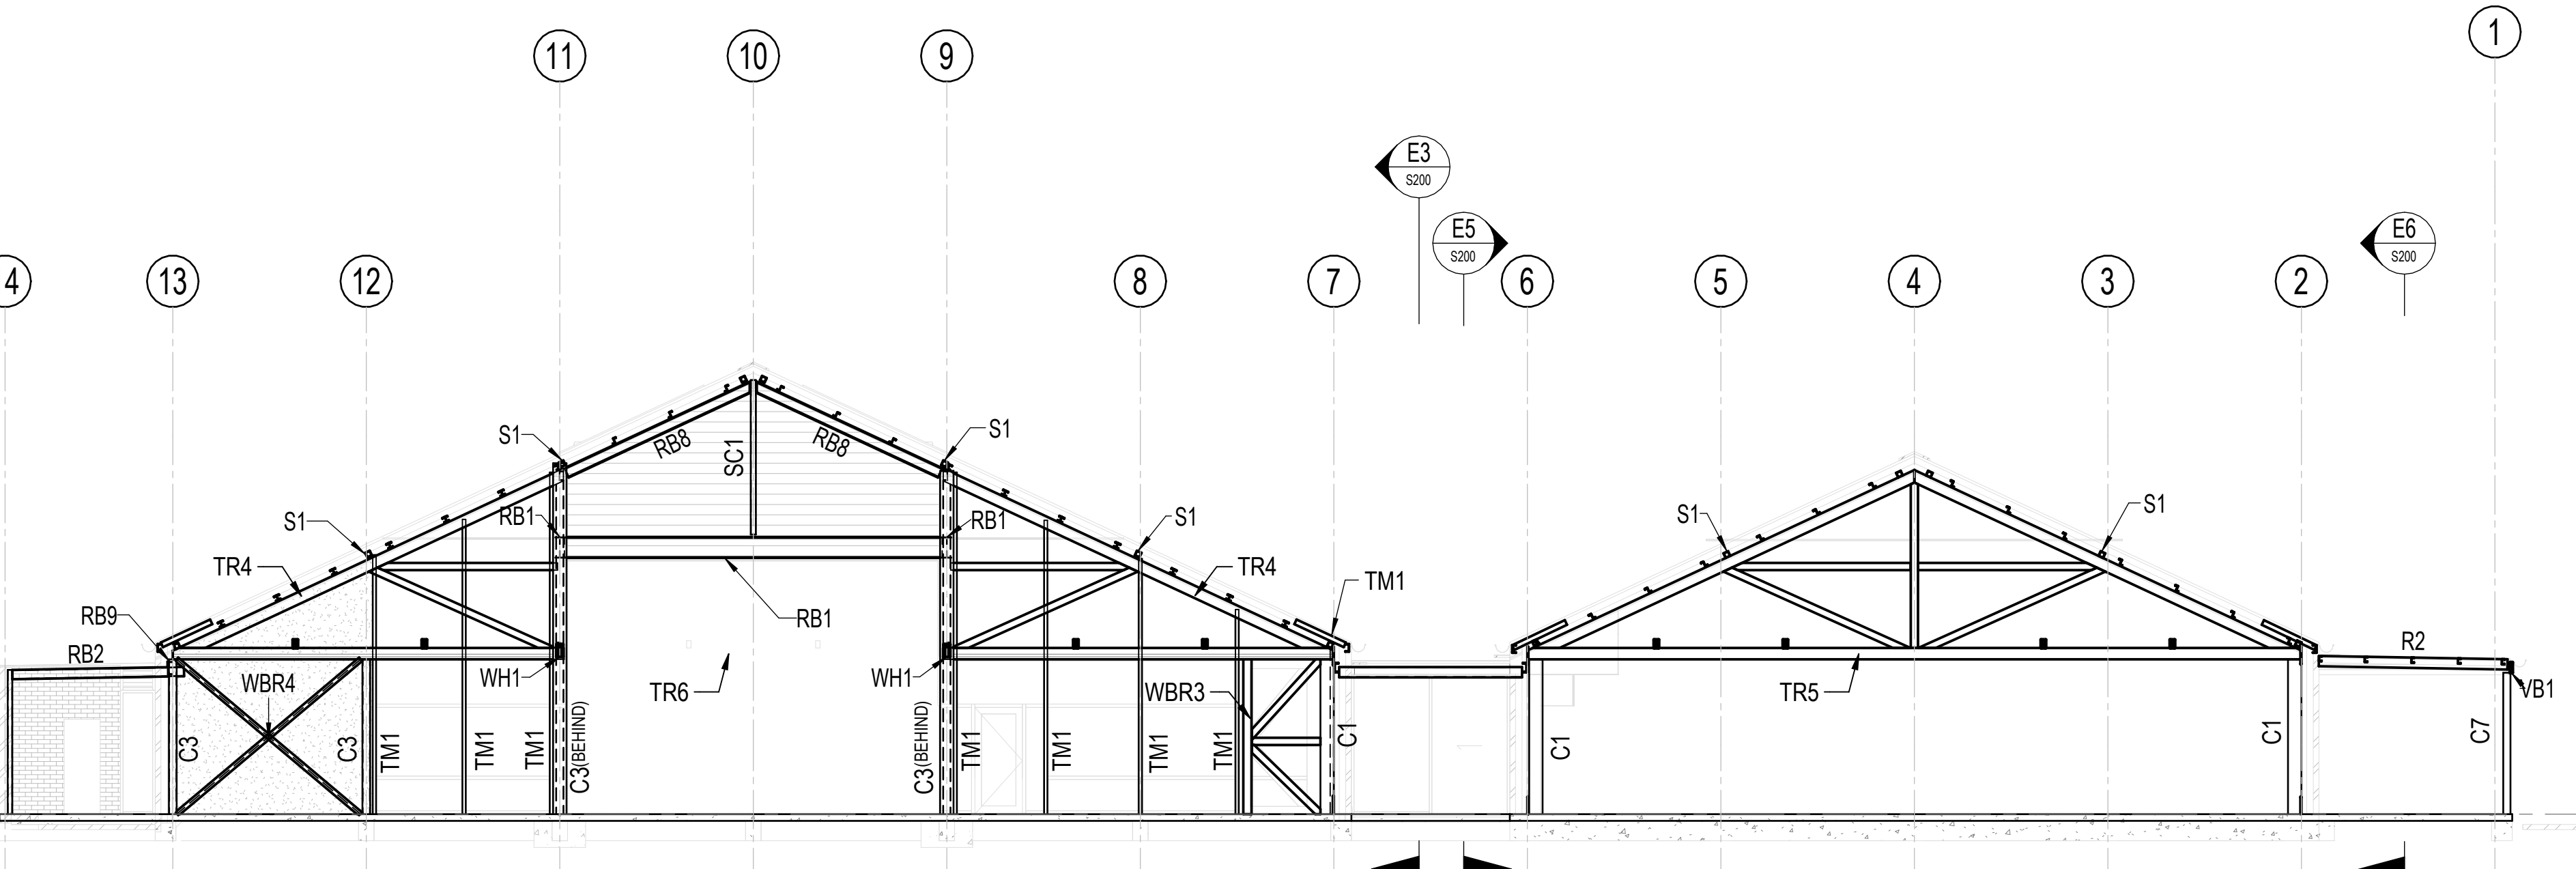 1
11
10
9
E3
S200
E5
S200
E6
S200
4
13
12
8
7
6
5
4
3
2
S1
RB8
SC1
RB8
S1
S1
RB1
RB1
S1
S1
S1
TR4
TR4
TM1
RB9
RB1
RB2
WH1
WH1
R2
WBR4
TR6
WBR3
TR5
VB1
C3
C3
TM1
TM1
TM1
C3(BEHIND)
C3(BEHIND)
TM1
TM1
TM1
TM1
C1
C1
C1
C7